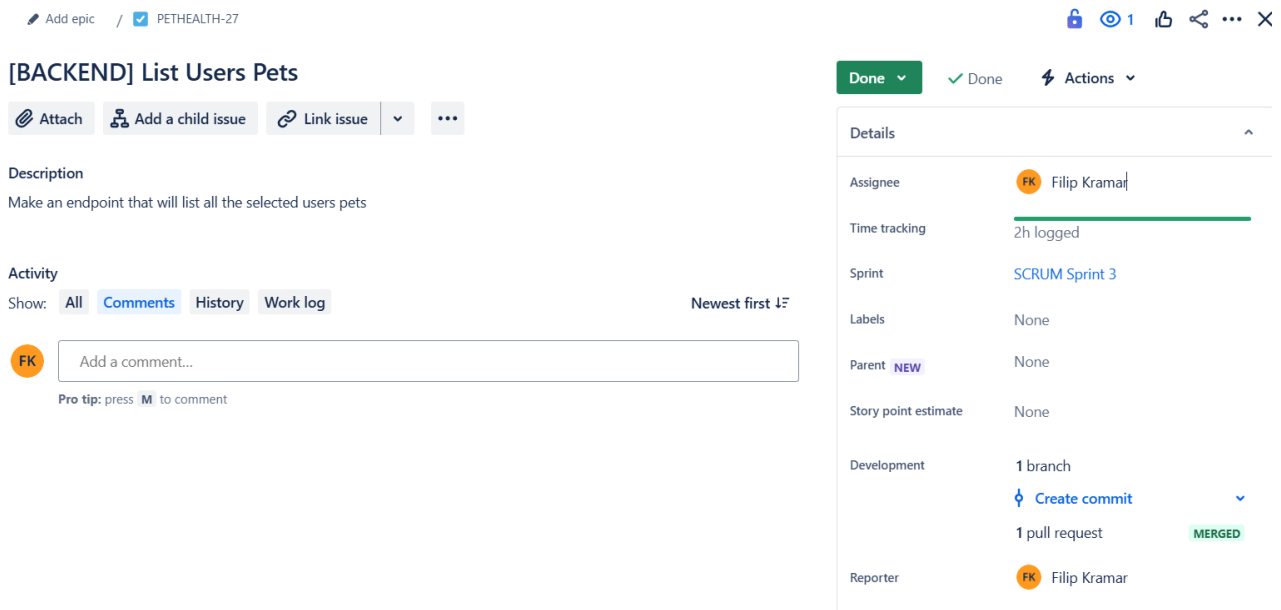 Add epic / PETHEALTH-27
1
[BACKEND] List Users Pets
Done
Done
Actions
Attach
Add a child issue
Link issue
Details
Description
Make an endpoint that will list all the selected users pets
Assignee
FK Filip Kramar
Time tracking
2h logged
Sprint
SCRUM Sprint 3
Activity
Show: All Comments History Work log
Newest first
Labels
None
FK Add a comment...
Pro tip: press M to comment
Parent NEW
None
Story point estimate
None
Development
1 branch
Create commit
1 pull request MERGED
Reporter
FK Filip Kramar